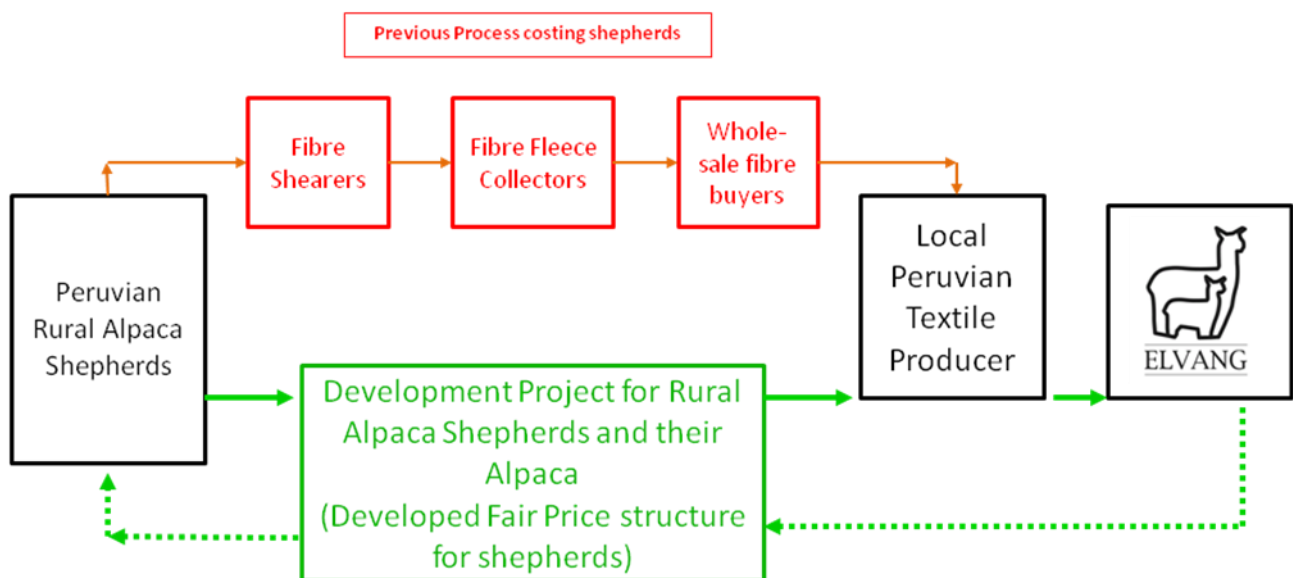 Previous Process costing shepherds
Fibre
Shearers
Fibre Fleece
Collectors
Whole-
sale fibre
buyers
Peruvian
Rural Alpaca
Shepherds
Local
Peruvian
Textile
Producer
ELVANG
Development Project for Rural
Alpaca Shepherds and their
Alpaca
(Developed Fair Price structure
for shepherds)